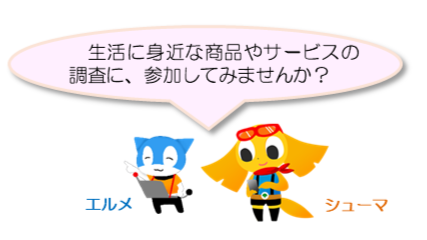 生活に身近な商品やサービスの
調査に、参加してみませんか？
エルメ
シューマ